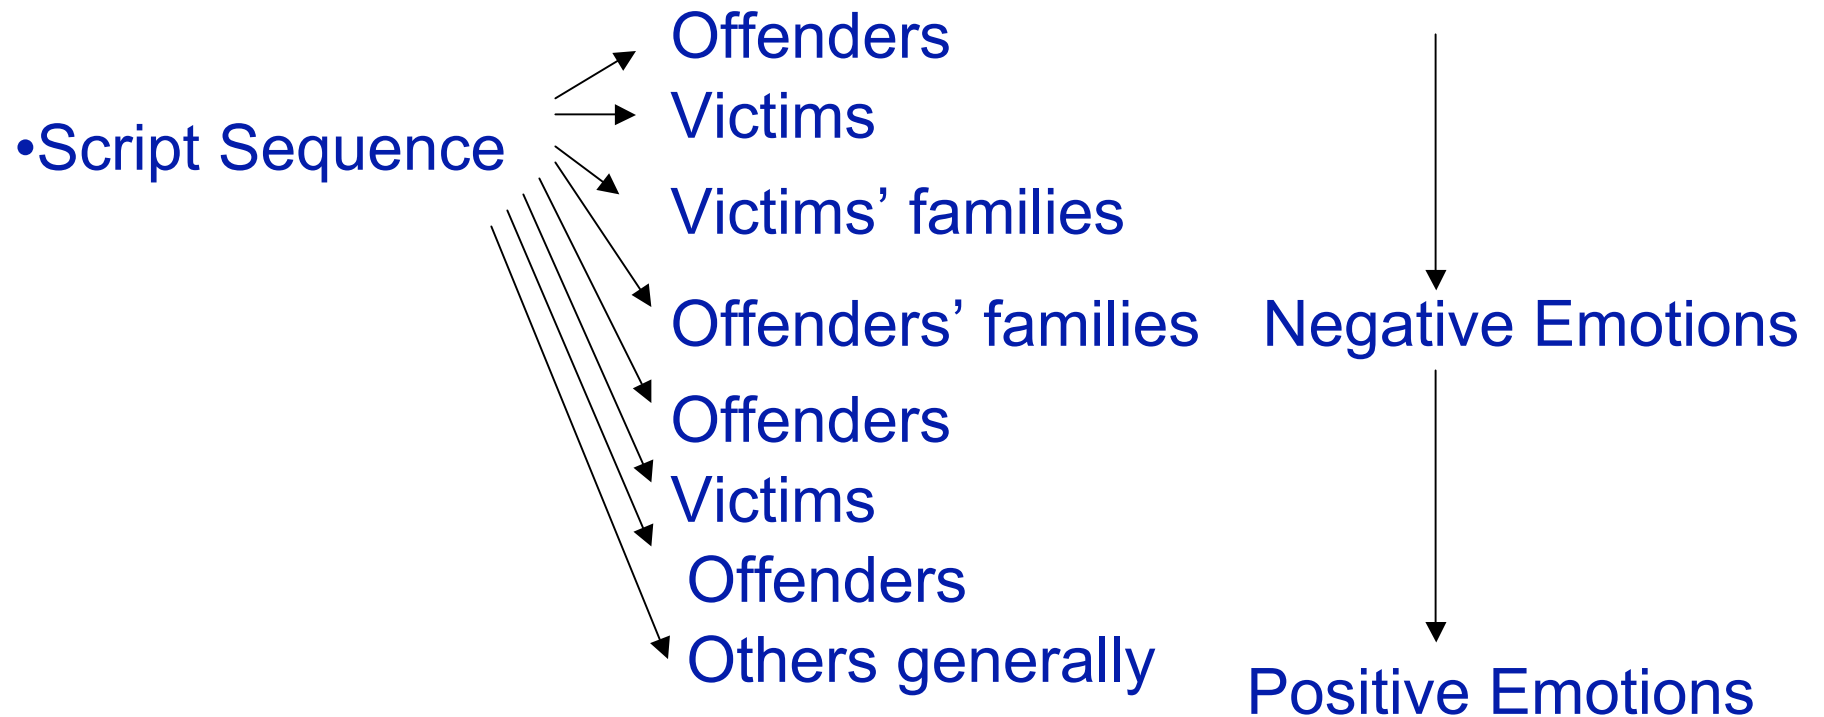 •Script Sequence
Offenders
Victims
Victims’ families
Offenders’ families
Offenders
Victims
Offenders
Others generally
Negative Emotions
Positive Emotions